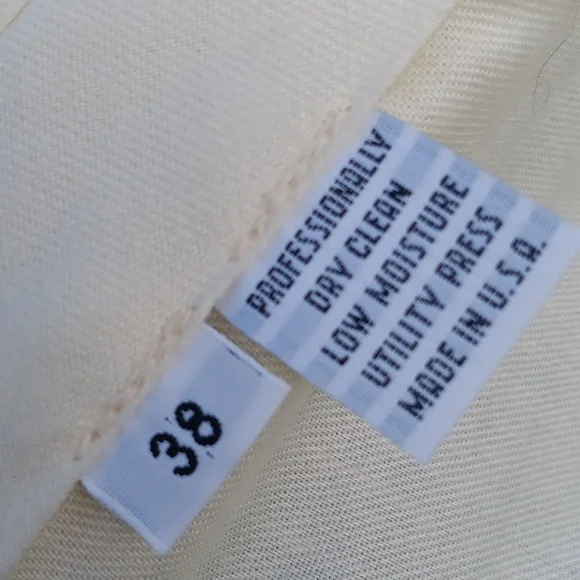 PROFESSIONALLY
DRY CLEAN
LOW MOISTURE
UTILITY PRESS
MADE IN U.S.A.
38